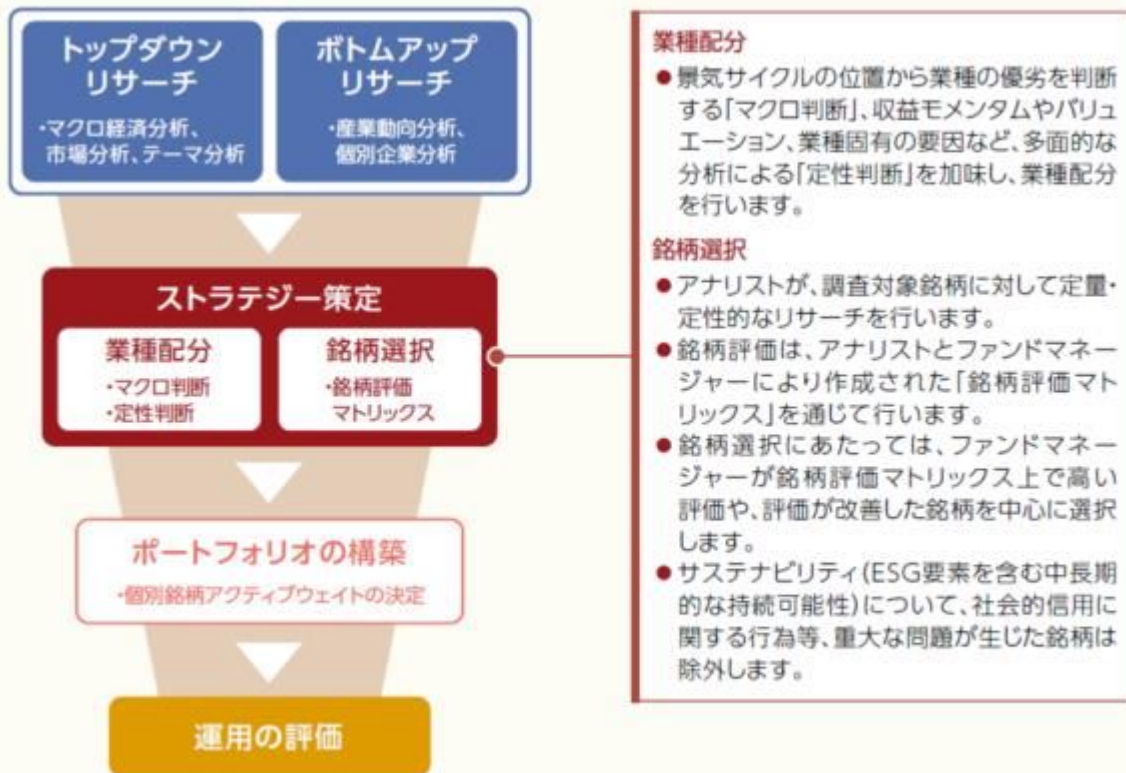 トップダウン
リサーチ
・マクロ経済分析、
市場分析、テーマ分析
ボトムアップ
リサーチ
・産業動向分析、
個別企業分析
ストラテジー策定
業種配分
・マクロ判断
・定性判断
銘柄選択
・銘柄評価
マトリックス
ポートフォリオの構築
・個別銘柄アクティブウェイトの決定
運用の評価
業種配分
●景気サイクルの位置から業種の優劣を判断
する「マクロ判断」、収益モメンタムやバリュ
エーション、業種固有の要因など、多面的な
分析による「定性判断」を加味し、業種配分
を行います。
銘柄選択
●アナリストが、調査対象銘柄に対して定量・
定性的なリサーチを行います。
●銘柄評価は、アナリストとファンドマネー
ジャーにより作成された「銘柄評価マト
リックス」を通じて行います。
●銘柄選択にあたっては、ファンドマネー
ジャーが銘柄評価マトリックス上で高い
評価や、評価が改善した銘柄を中心に選択
します。
●サステナビリティ(ESG要素を含む中長期
的な持続可能性)について、社会的信用に
関する行為等、重大な問題が生じた銘柄は
除外します。